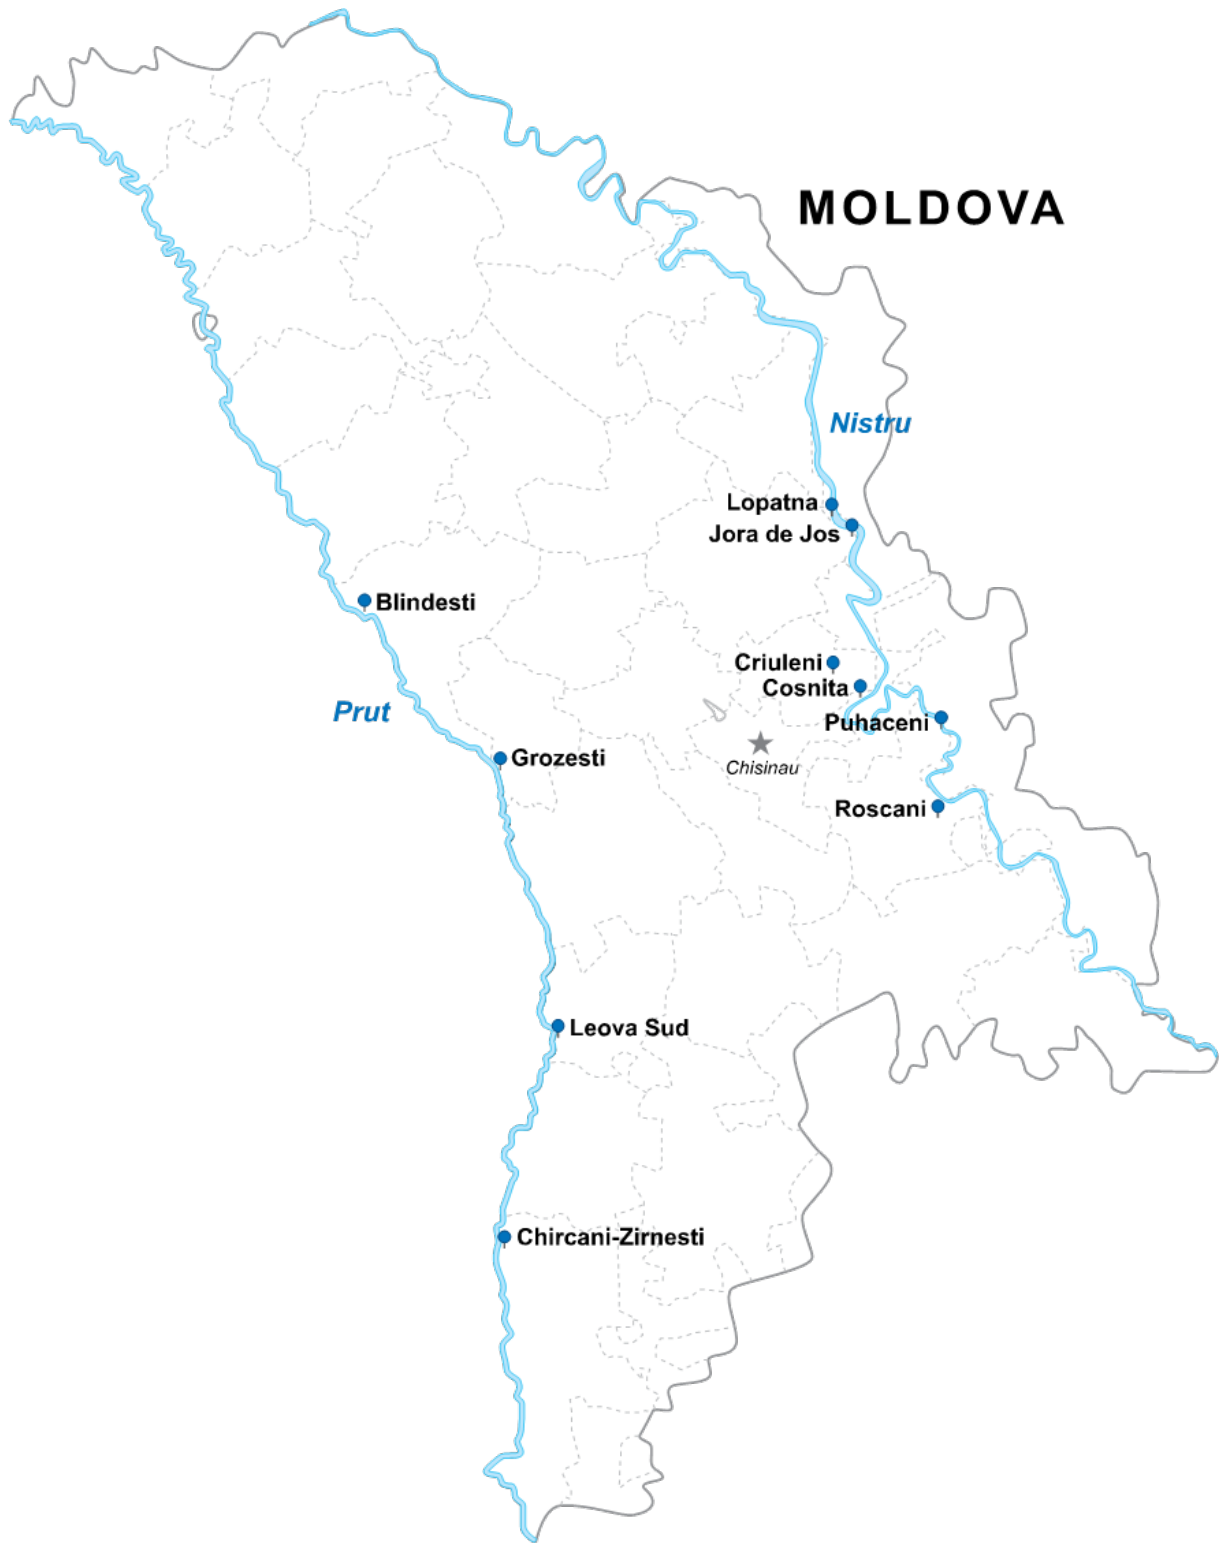 MOLDOVA
Nistru
Lopatna
Jora de Jos
Blindesti
Criuleni
Cosnita
Prut
Puhaceni
Grozesti
Chisinau
Roscani
Leova Sud
Chircani-Zirnesti